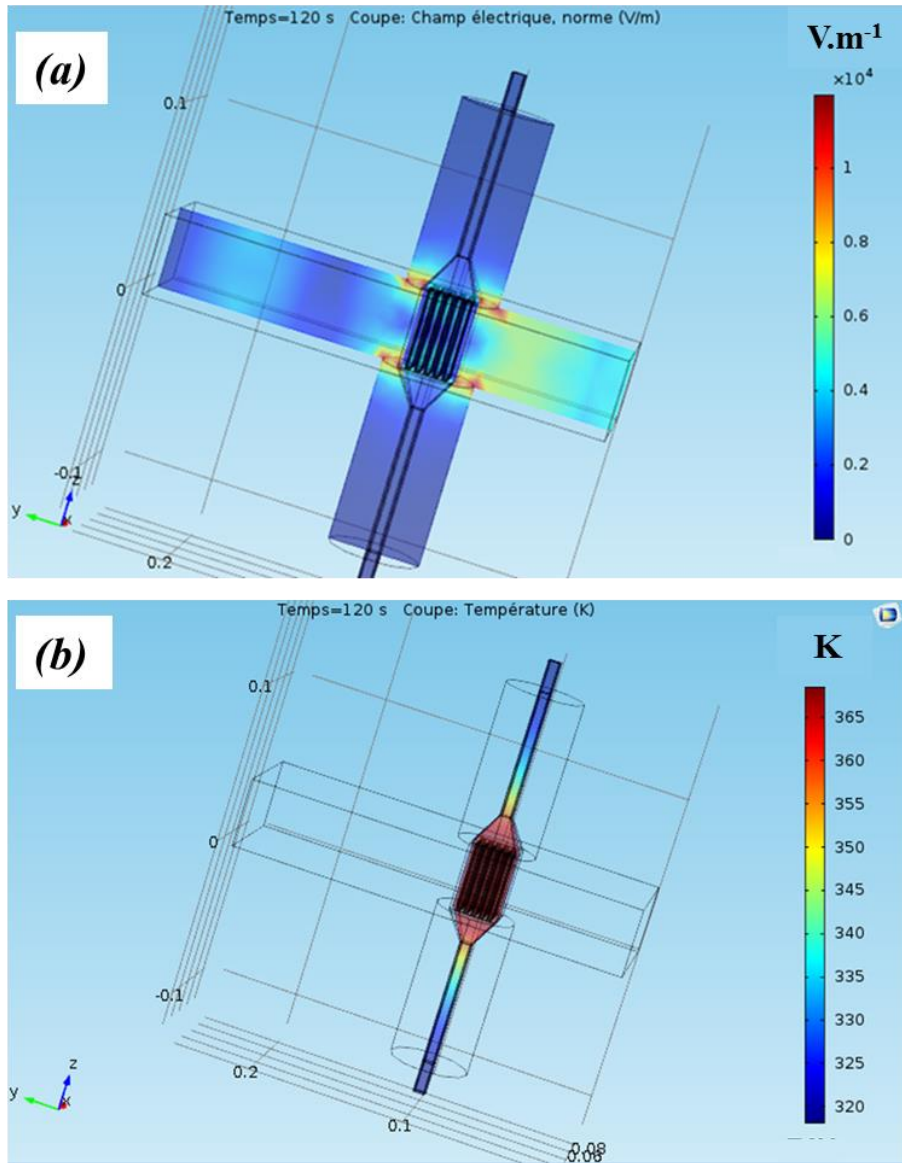 Temps=120 s Coupe: Champ électrique, norme (V/m)
(a)
V.m-1
×10⁴
1
0.8
0.6
0.4
0.2
0
0.1
0
-0.1
0.2
y
z
x
Temps=120 s Coupe: Température (K)
(b)
K
365
360
355
350
345
340
335
330
325
320
0.1
0
-0.1
0.2
0.1
0.08
0.06
y
z
x